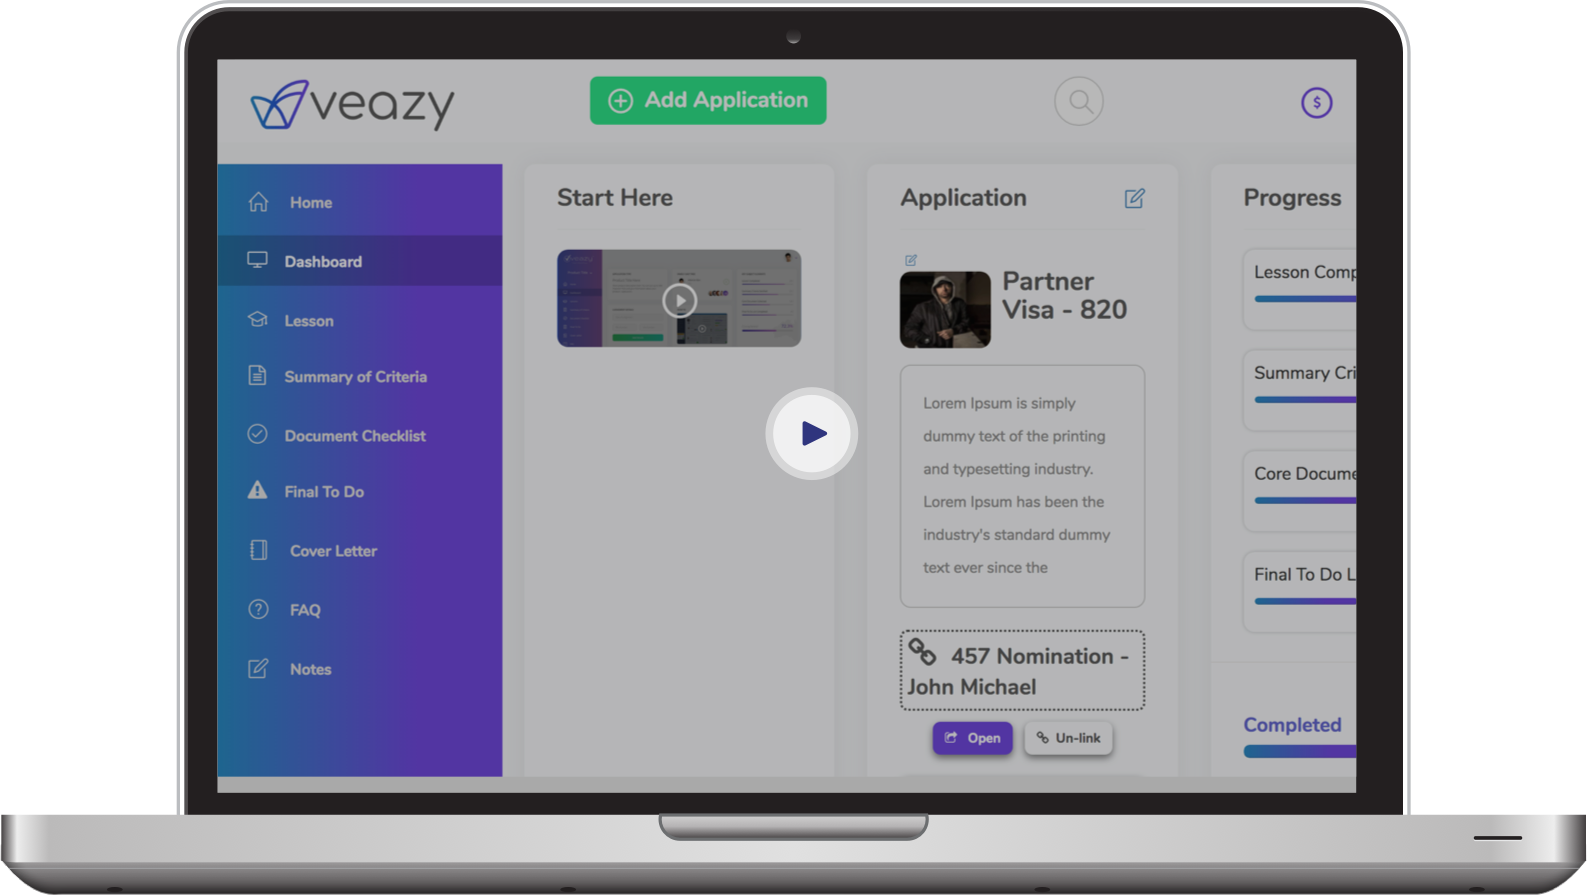 veazy
Add Application
$
Home
Dashboard
Lesson
Summary of Criteria
Document Checklist
Final To Do
Cover Letter
FAQ
Notes
Start Here
veazy
Application
Partner
Visa - 820
Lorem Ipsum is simply
dummy text of the printing
and typesetting industry.
Lorem Ipsum has been the
industry's standard dummy
text ever since the
457 Nomination -
John Michael
Open
Un-link
Progress
Lesson Comp
Summary Cri
Core Docume
Final To Do L
Completed